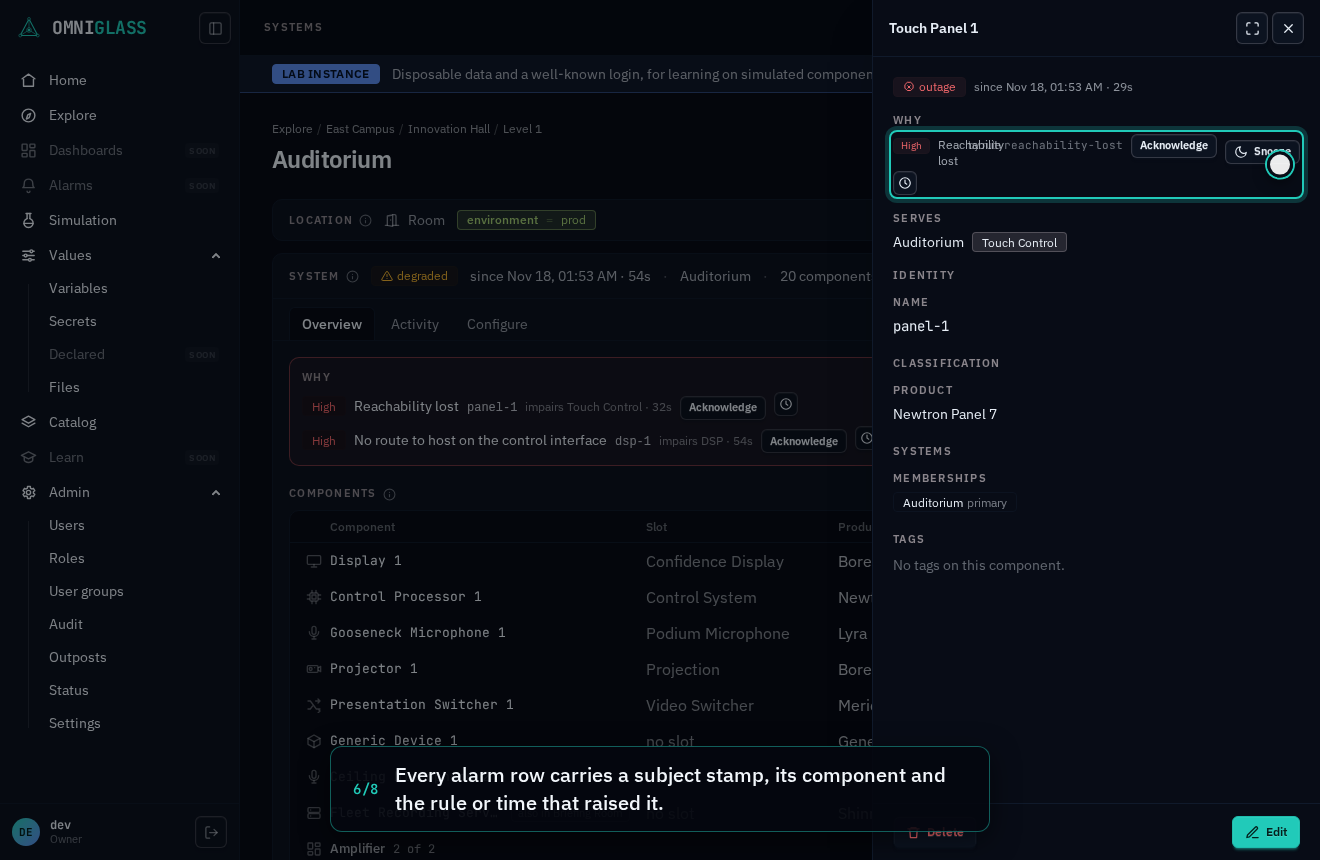 OMNIGLASS
SYSTEMS
Touch Panel 1
Home
Explore
Dashboards SOON
Alarms SOON
Simulation
Values
Variables
Secrets
Declared SOON
Files
Catalog
Learn SOON
Admin
Users
Roles
User groups
Audit
Outposts
Status
Settings
DE dev
Owner
LAB INSTANCE Disposable data and a well-known login, for learning on simulated componen
Explore / East Campus / Innovation Hall / Level 1
Auditorium
LOCATION Room environment = prod
SYSTEM degraded since Nov 18, 01:53 AM · 54s · Auditorium · 20 components
Overview Activity Configure
WHY
High Reachability lost panel-1 impairs Touch Control · 32s Acknowledge
High No route to host on the control interface dsp-1 impairs DSP · 54s Acknowledge
COMPONENTS
Component Slot Produ
Display 1 Confidence Display Bore
Control Processor 1 Control System Newt
Gooseneck Microphone 1 Podium Microphone Lyra
Projector 1 Projection Bore
Presentation Switcher 1 Video Switcher Meri
Generic Device 1 no slot Gene
Amplifier 2 of 2
outage since Nov 18, 01:53 AM · 29s
WHY
High Reachability lost reachability-lost Acknowledge Snooze
SERVES
Auditorium Touch Control
IDENTITY
NAME
panel-1
CLASSIFICATION
PRODUCT
Newtron Panel 7
SYSTEMS
MEMBERSHIPS
Auditorium primary
TAGS
No tags on this component.
Delete Edit
6/8 Every alarm row carries a subject stamp, its component and
the rule or time that raised it.